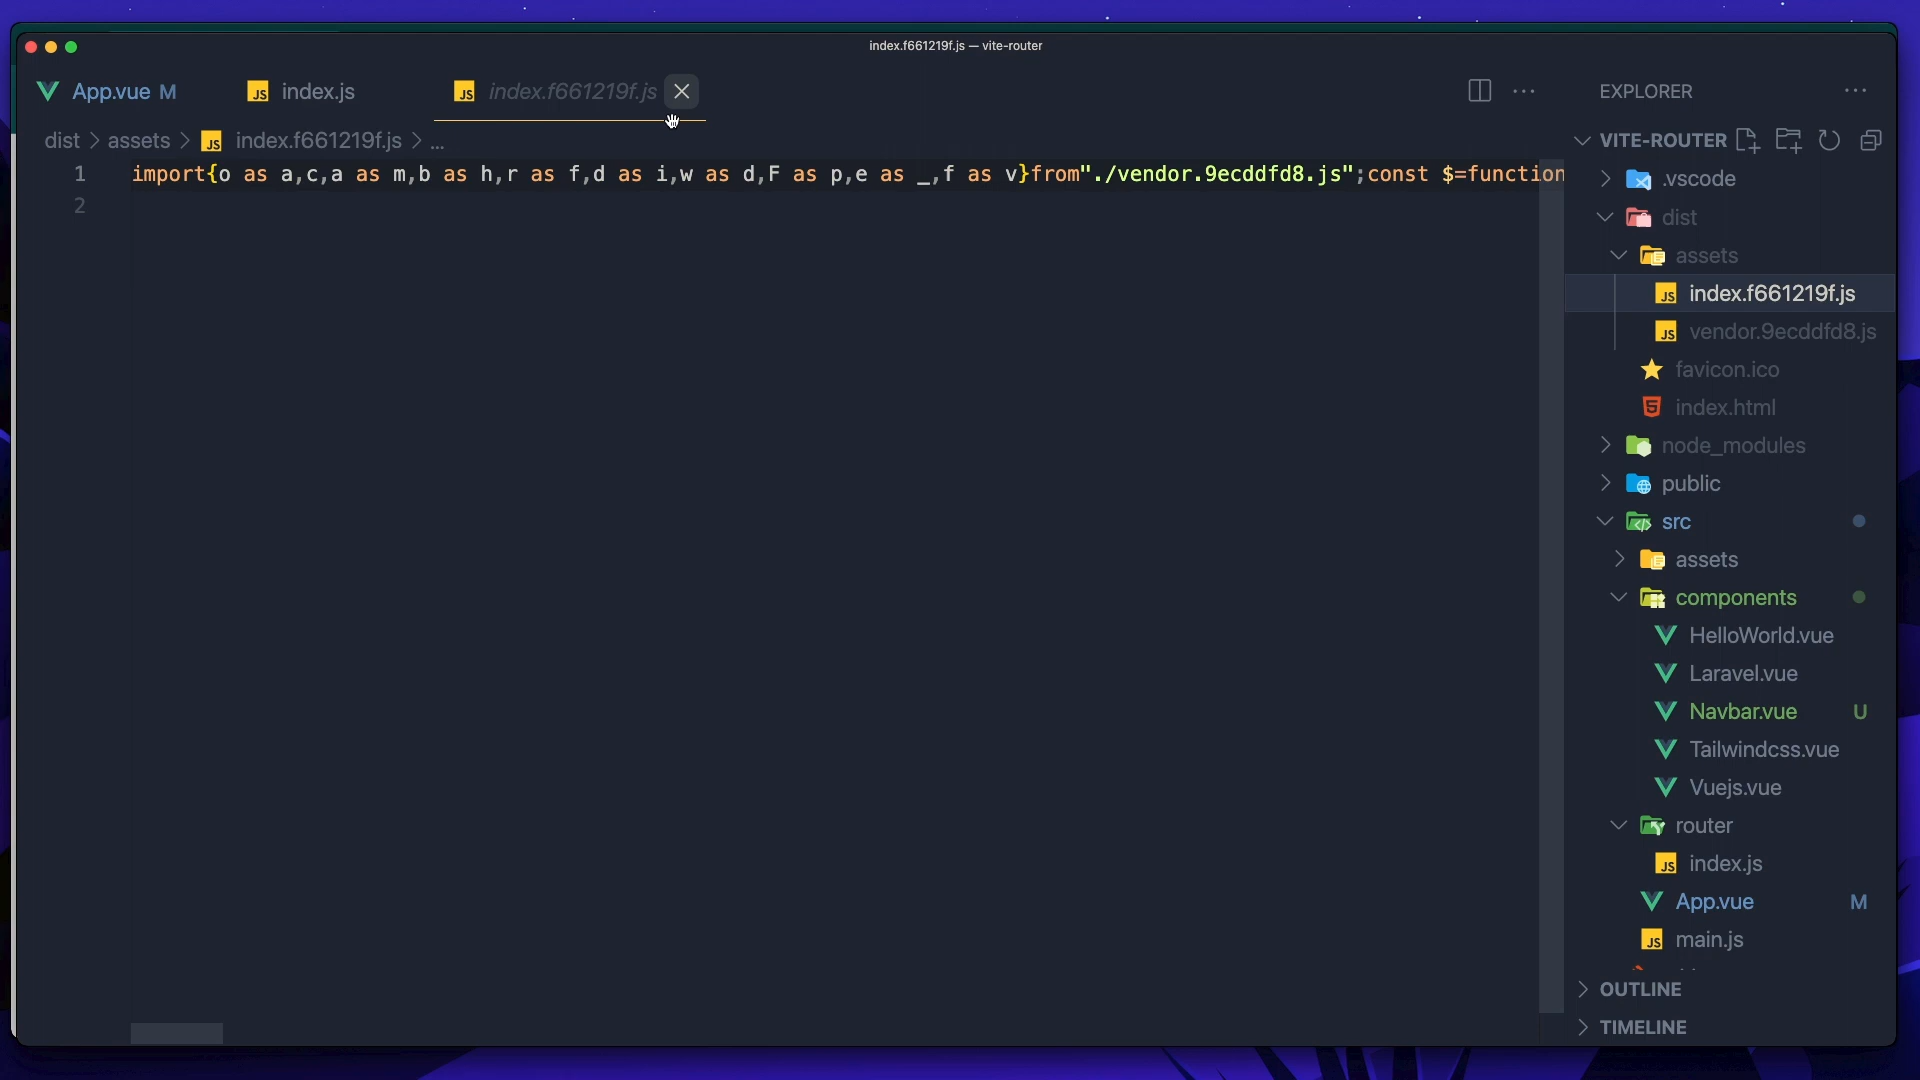 index.f661219f.js — vite-router
App.vue M
index.js
index.f661219f.js
EXPLORER
dist > assets > index.f661219f.js > ...
VITE-ROUTER
1 import{o as a,c,a as m,b as h,r as f,d as i,w as d,F as p,e as _,f as v}from"./vendor.9ecddfd8.js";const $=function
2
.vscode
dist
assets
index.f661219f.js
vendor.9ecddfd8.js
favicon.ico
index.html
node_modules
public
src
assets
components
HelloWorld.vue
Laravel.vue
Navbar.vue U
Tailwindcss.vue
Vuejs.vue
router
index.js
App.vue M
main.js
OUTLINE
TIMELINE